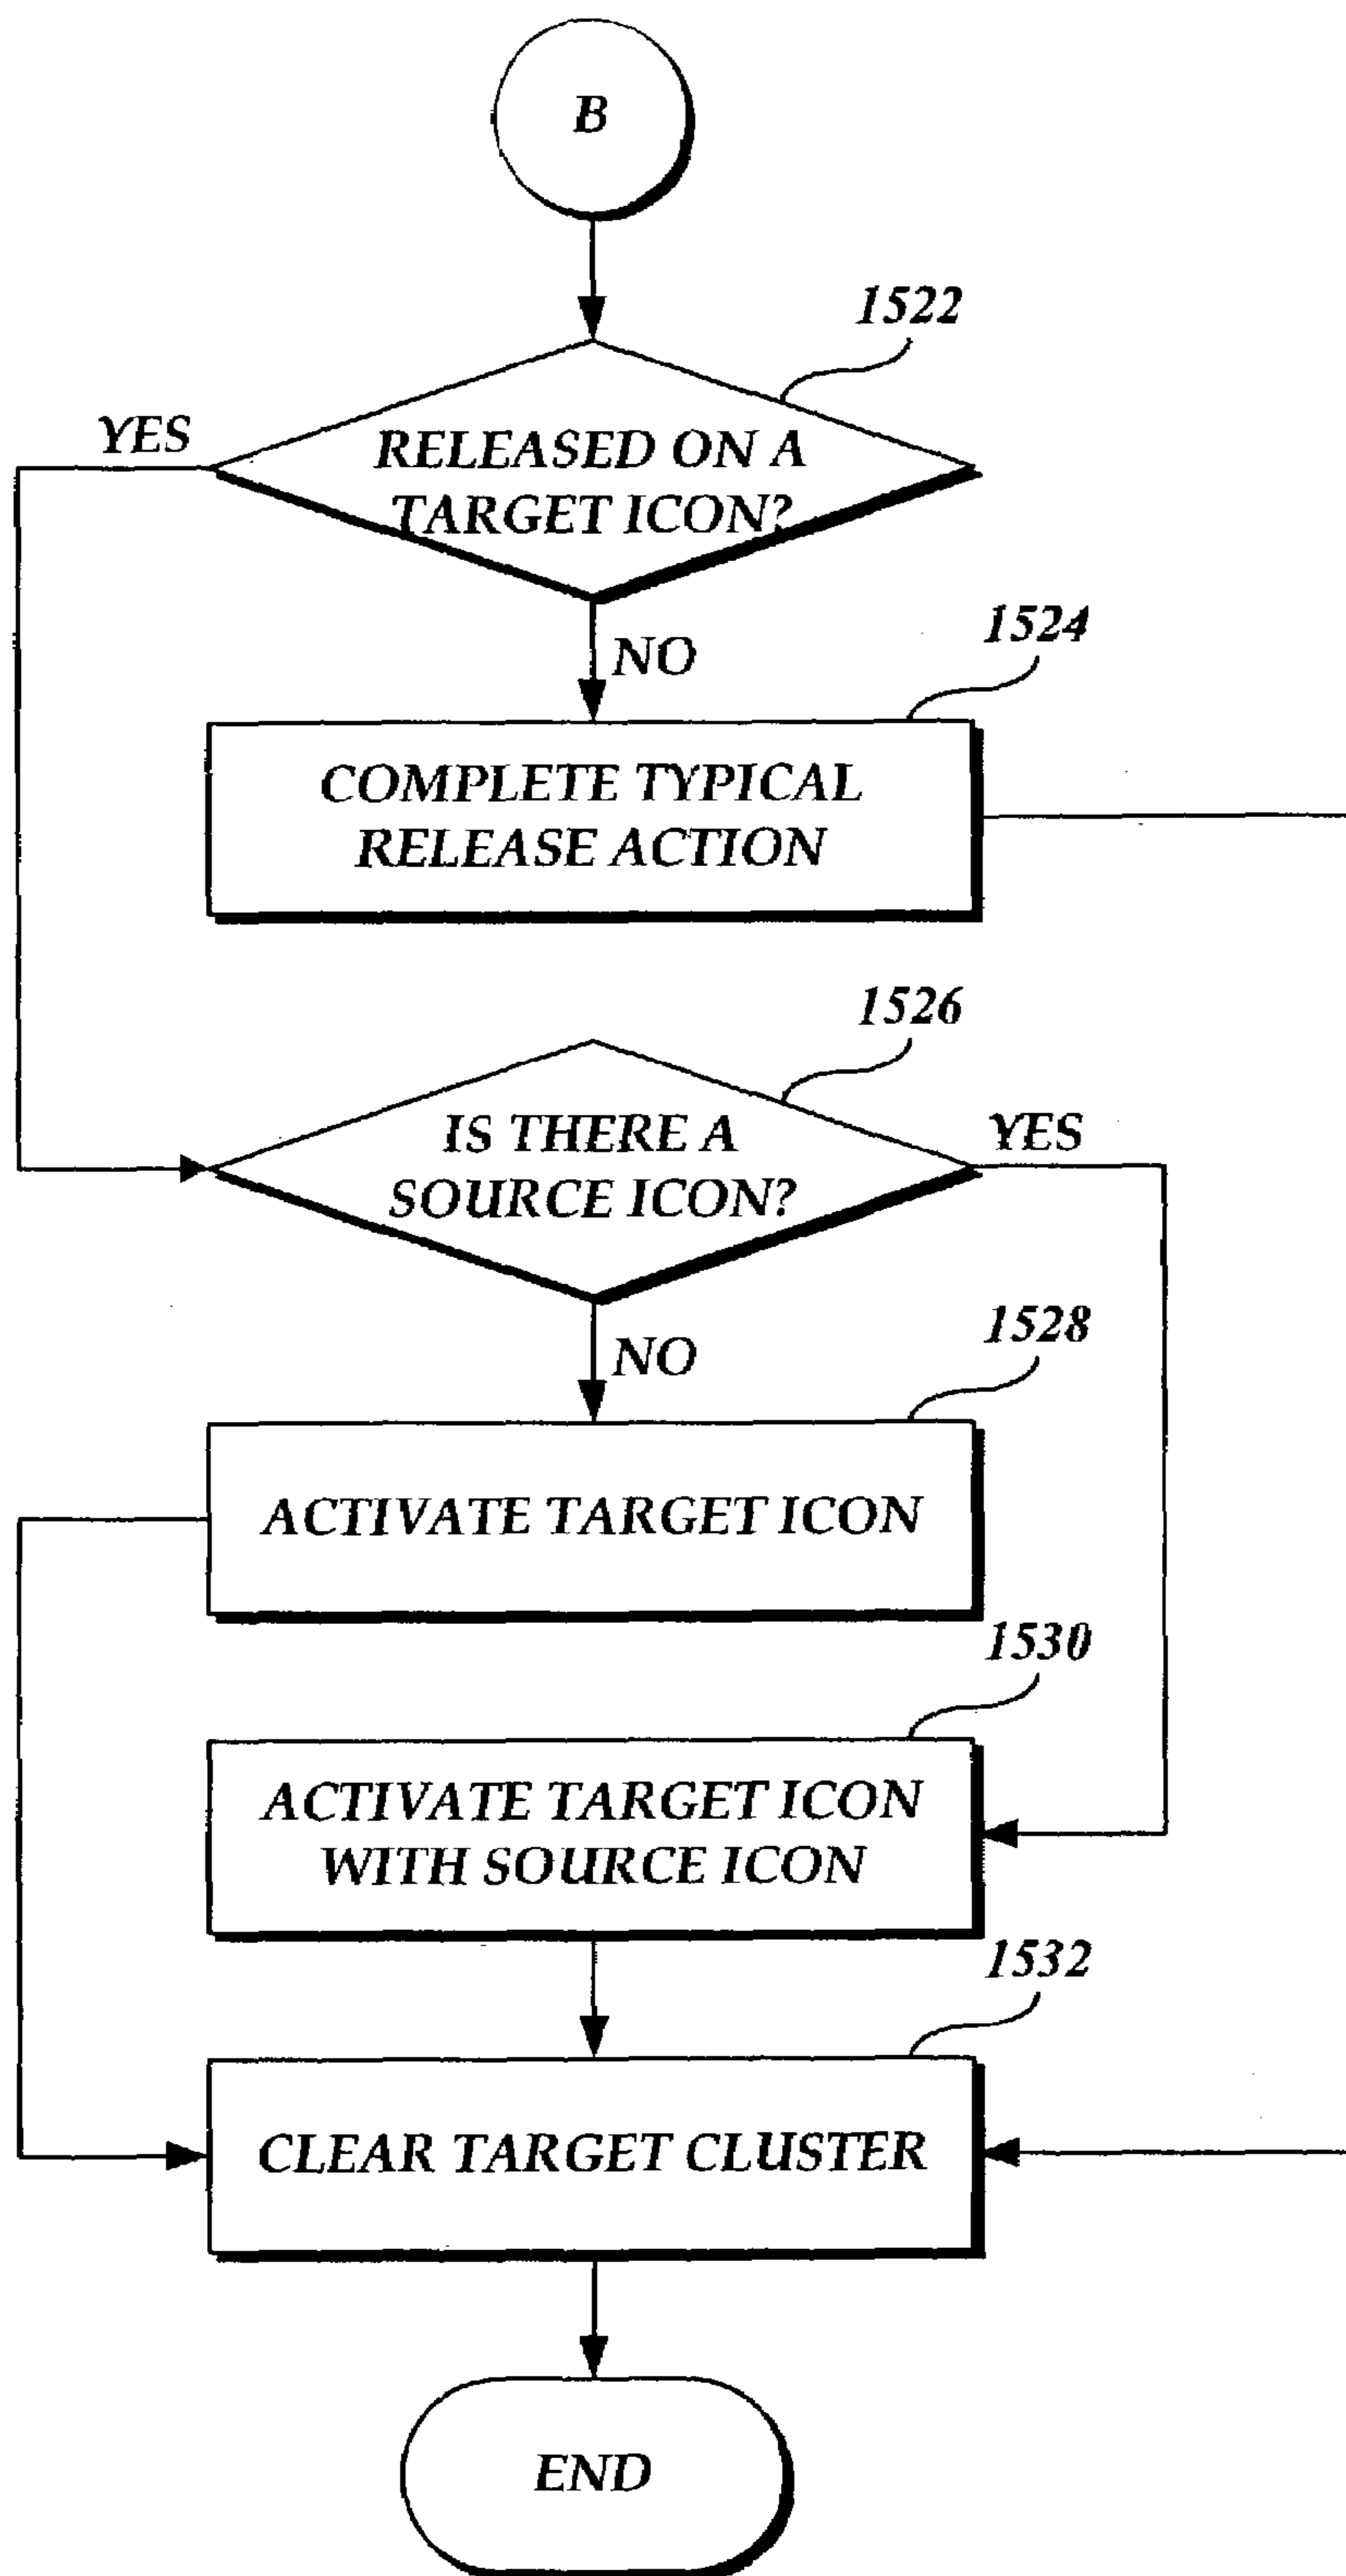 B
1522
YES
RELEASED ON A
TARGET ICON?
NO
1524
COMPLETE TYPICAL
RELEASE ACTION
1526
IS THERE A
SOURCE ICON?
YES
NO
1528
ACTIVATE TARGET ICON
1530
ACTIVATE TARGET ICON
WITH SOURCE ICON
1532
CLEAR TARGET CLUSTER
END